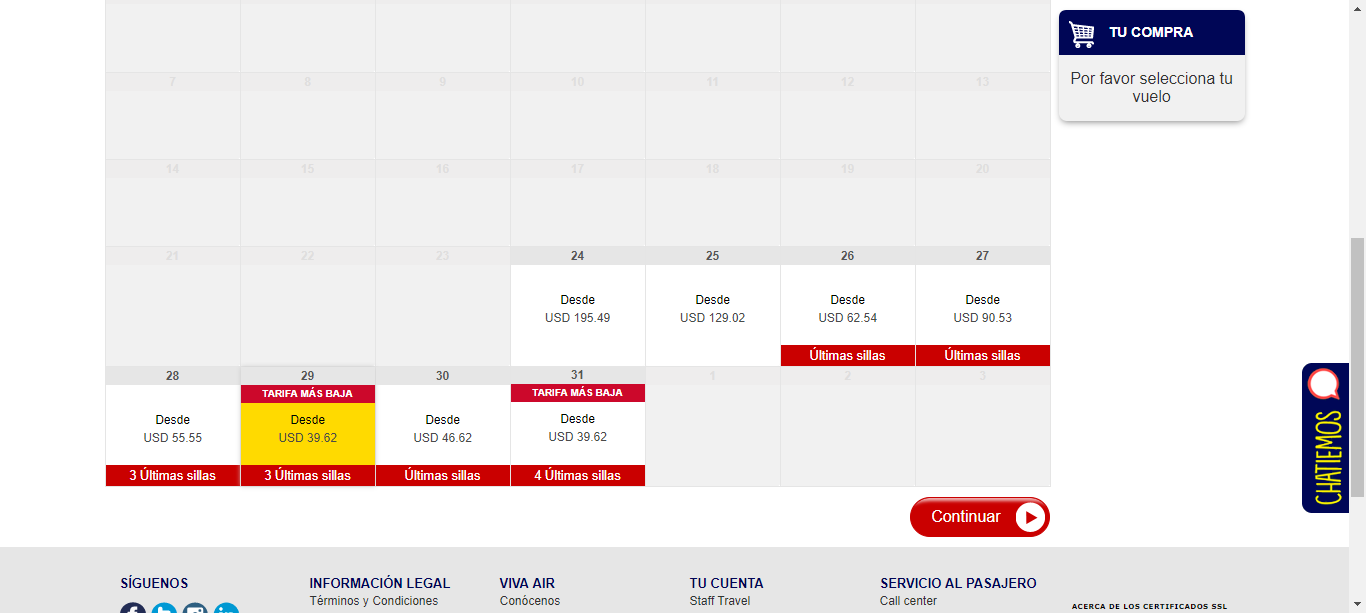 TU COMPRA
Por favor selecciona tu
vuelo
7 8 9 10 11 12 13
14 15 16 17 18 19 20
21 22 23 24 25 26 27
Desde Desde Desde Desde
USD 195.49 USD 129.02 USD 62.54 USD 90.53
Últimas sillas Últimas sillas
28 29 30 31 1 2 3
TARIFA MÁS BAJA TARIFA MÁS BAJA
Desde Desde Desde Desde
USD 55.55 USD 39.62 USD 46.62 USD 39.62
3 Últimas sillas 3 Últimas sillas Últimas sillas 4 Últimas sillas
CHATIEMOS
Continuar
SÍGUENOS INFORMACIÓN LEGAL VIVA AIR TU CUENTA SERVICIO AL PASAJERO
Términos y Condiciones Conócenos Staff Travel Call center
ACERCA DE LOS CERTIFICADOS SSL